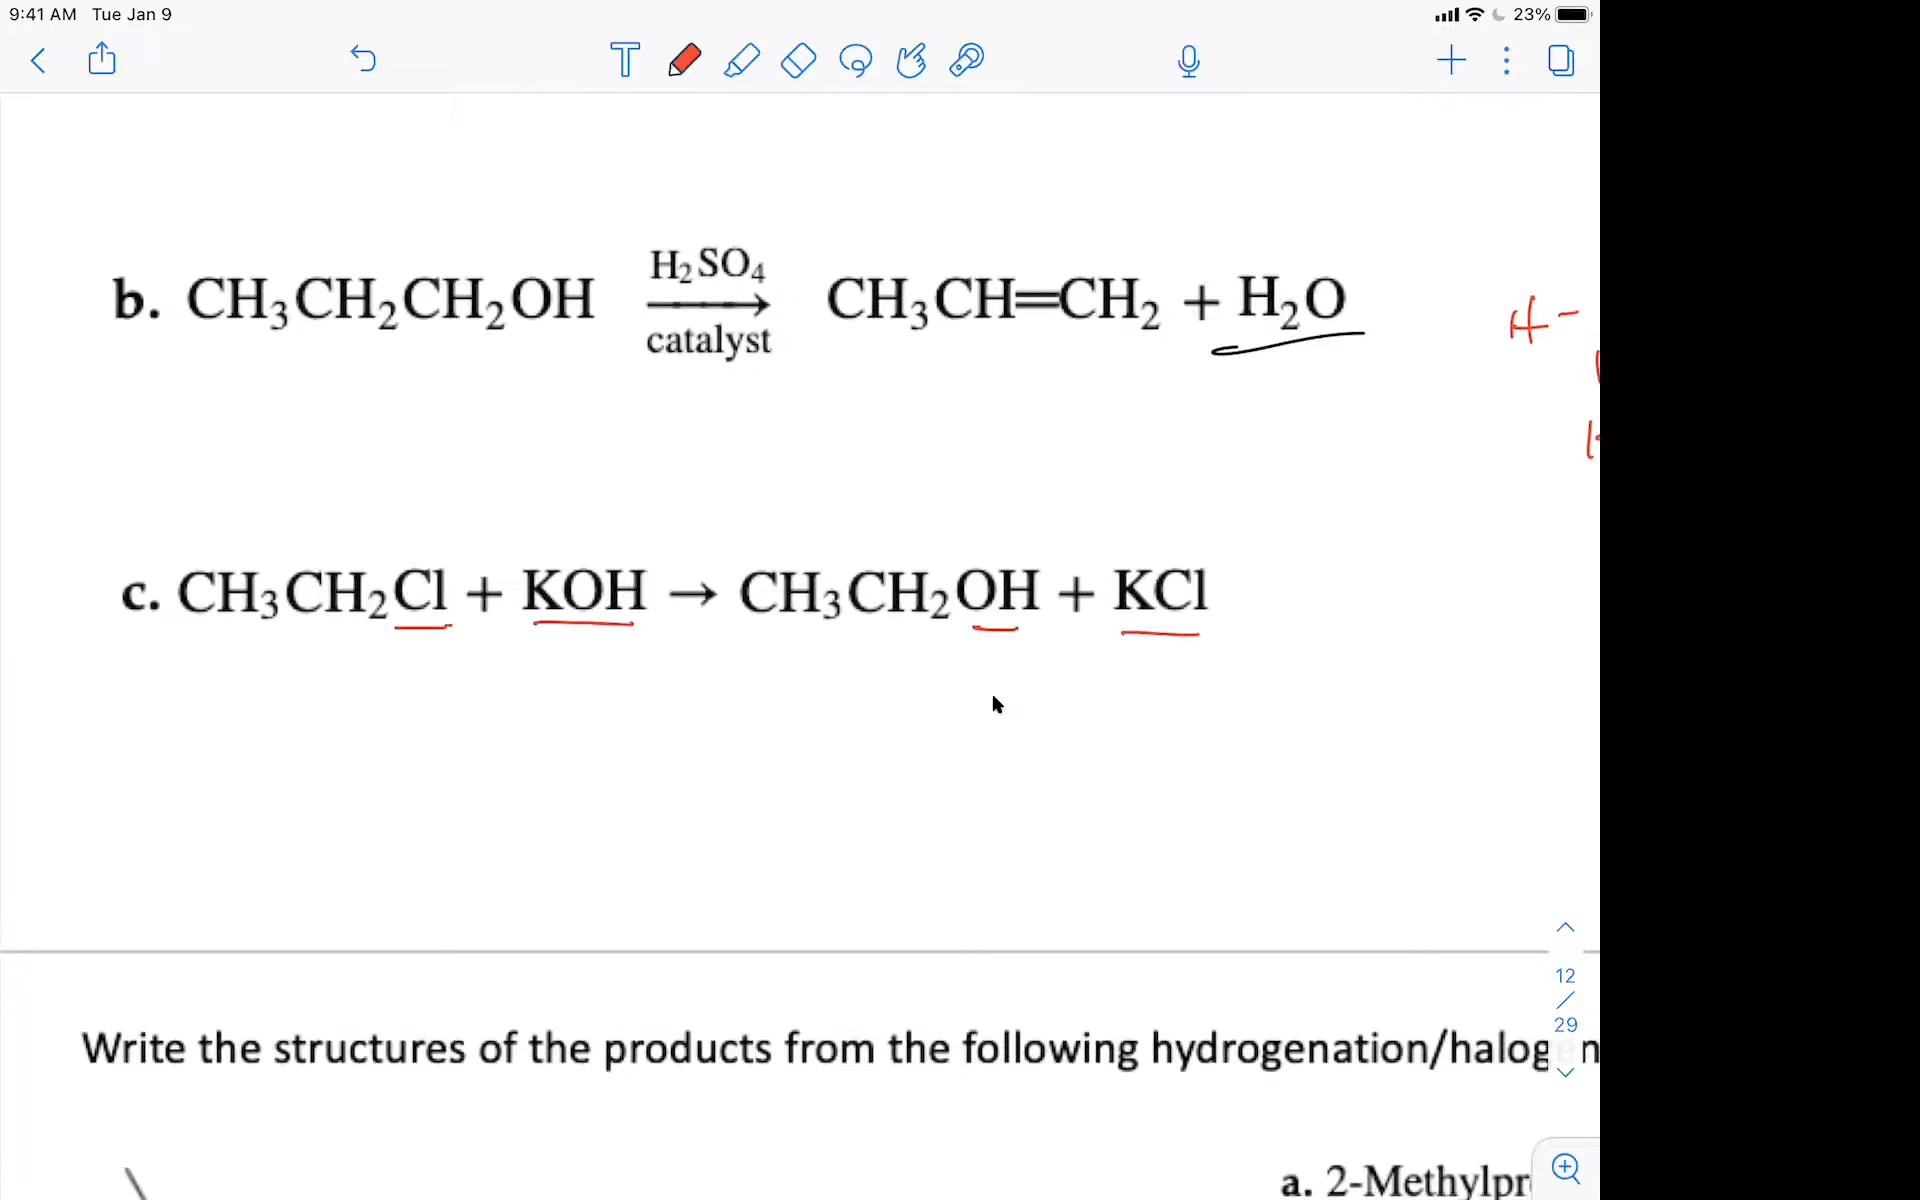 9:41 AM Tue Jan 9
23%
b. CH₃CH₂CH₂OH H₂SO₄ catalyst CH₃CH=CH₂ + H₂O
H-
c. CH₃CH₂Cl + KOH → CH₃CH₂OH + KCl
12
/
29
Write the structures of the products from the following hydrogenation/halog
a. 2-Methylpr